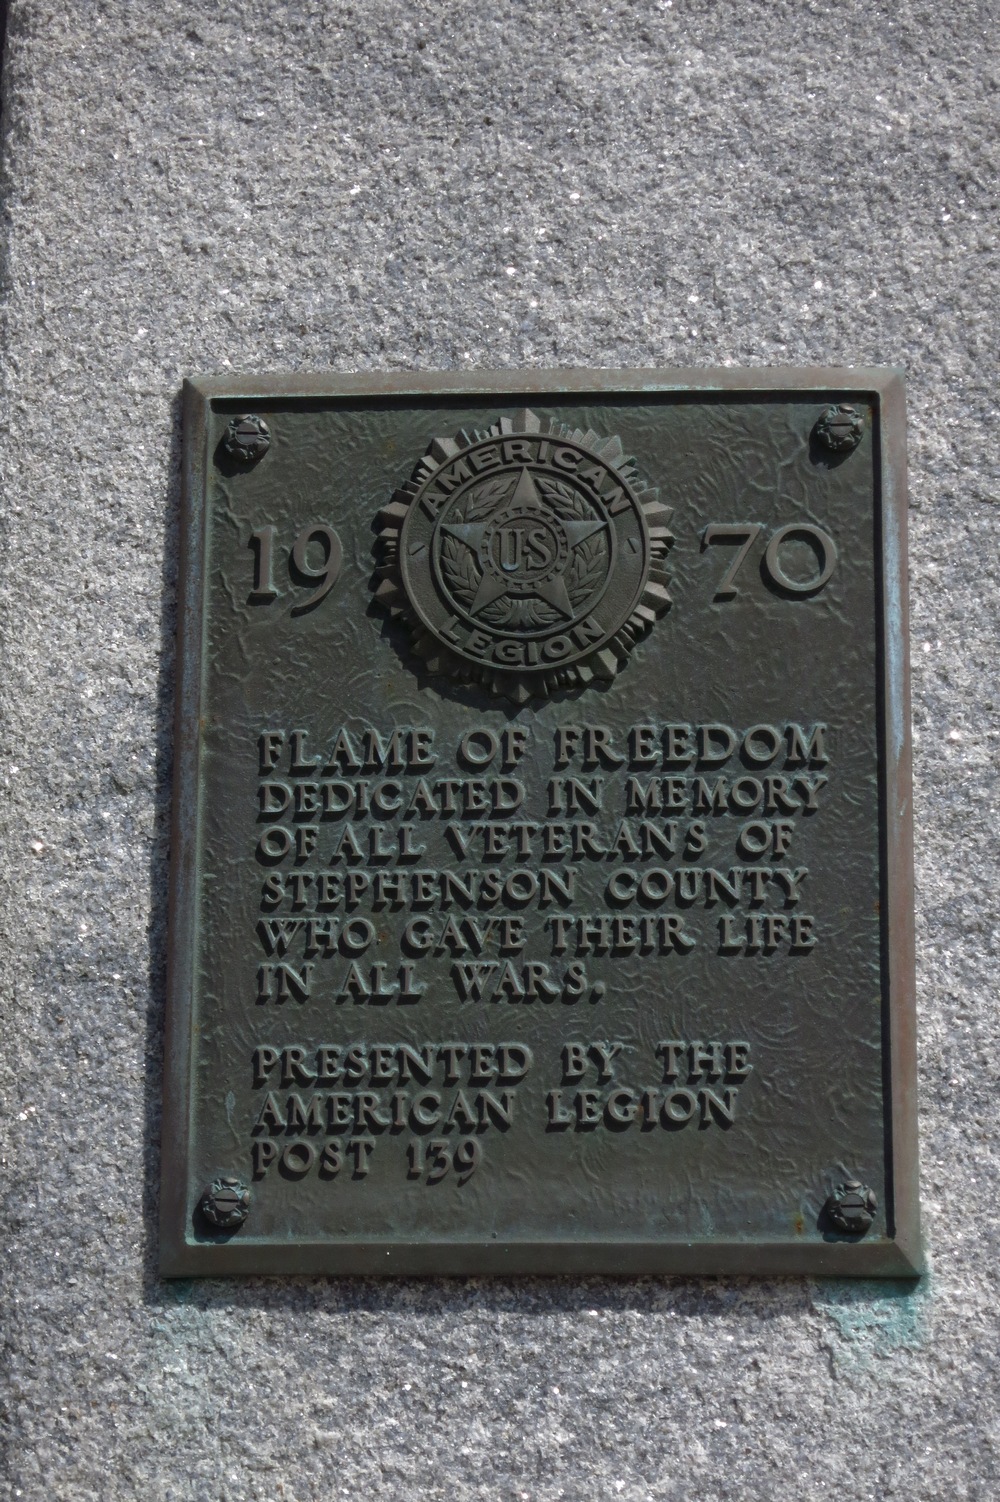 AMERICAN
19 US 70
LEGION
FLAME OF FREEDOM
DEDICATED IN MEMORY
OF ALL VETERANS OF
STEPHENSON COUNTY
WHO GAVE THEIR LIFE
IN ALL WARS.
PRESENTED BY THE
AMERICAN LEGION
POST 139